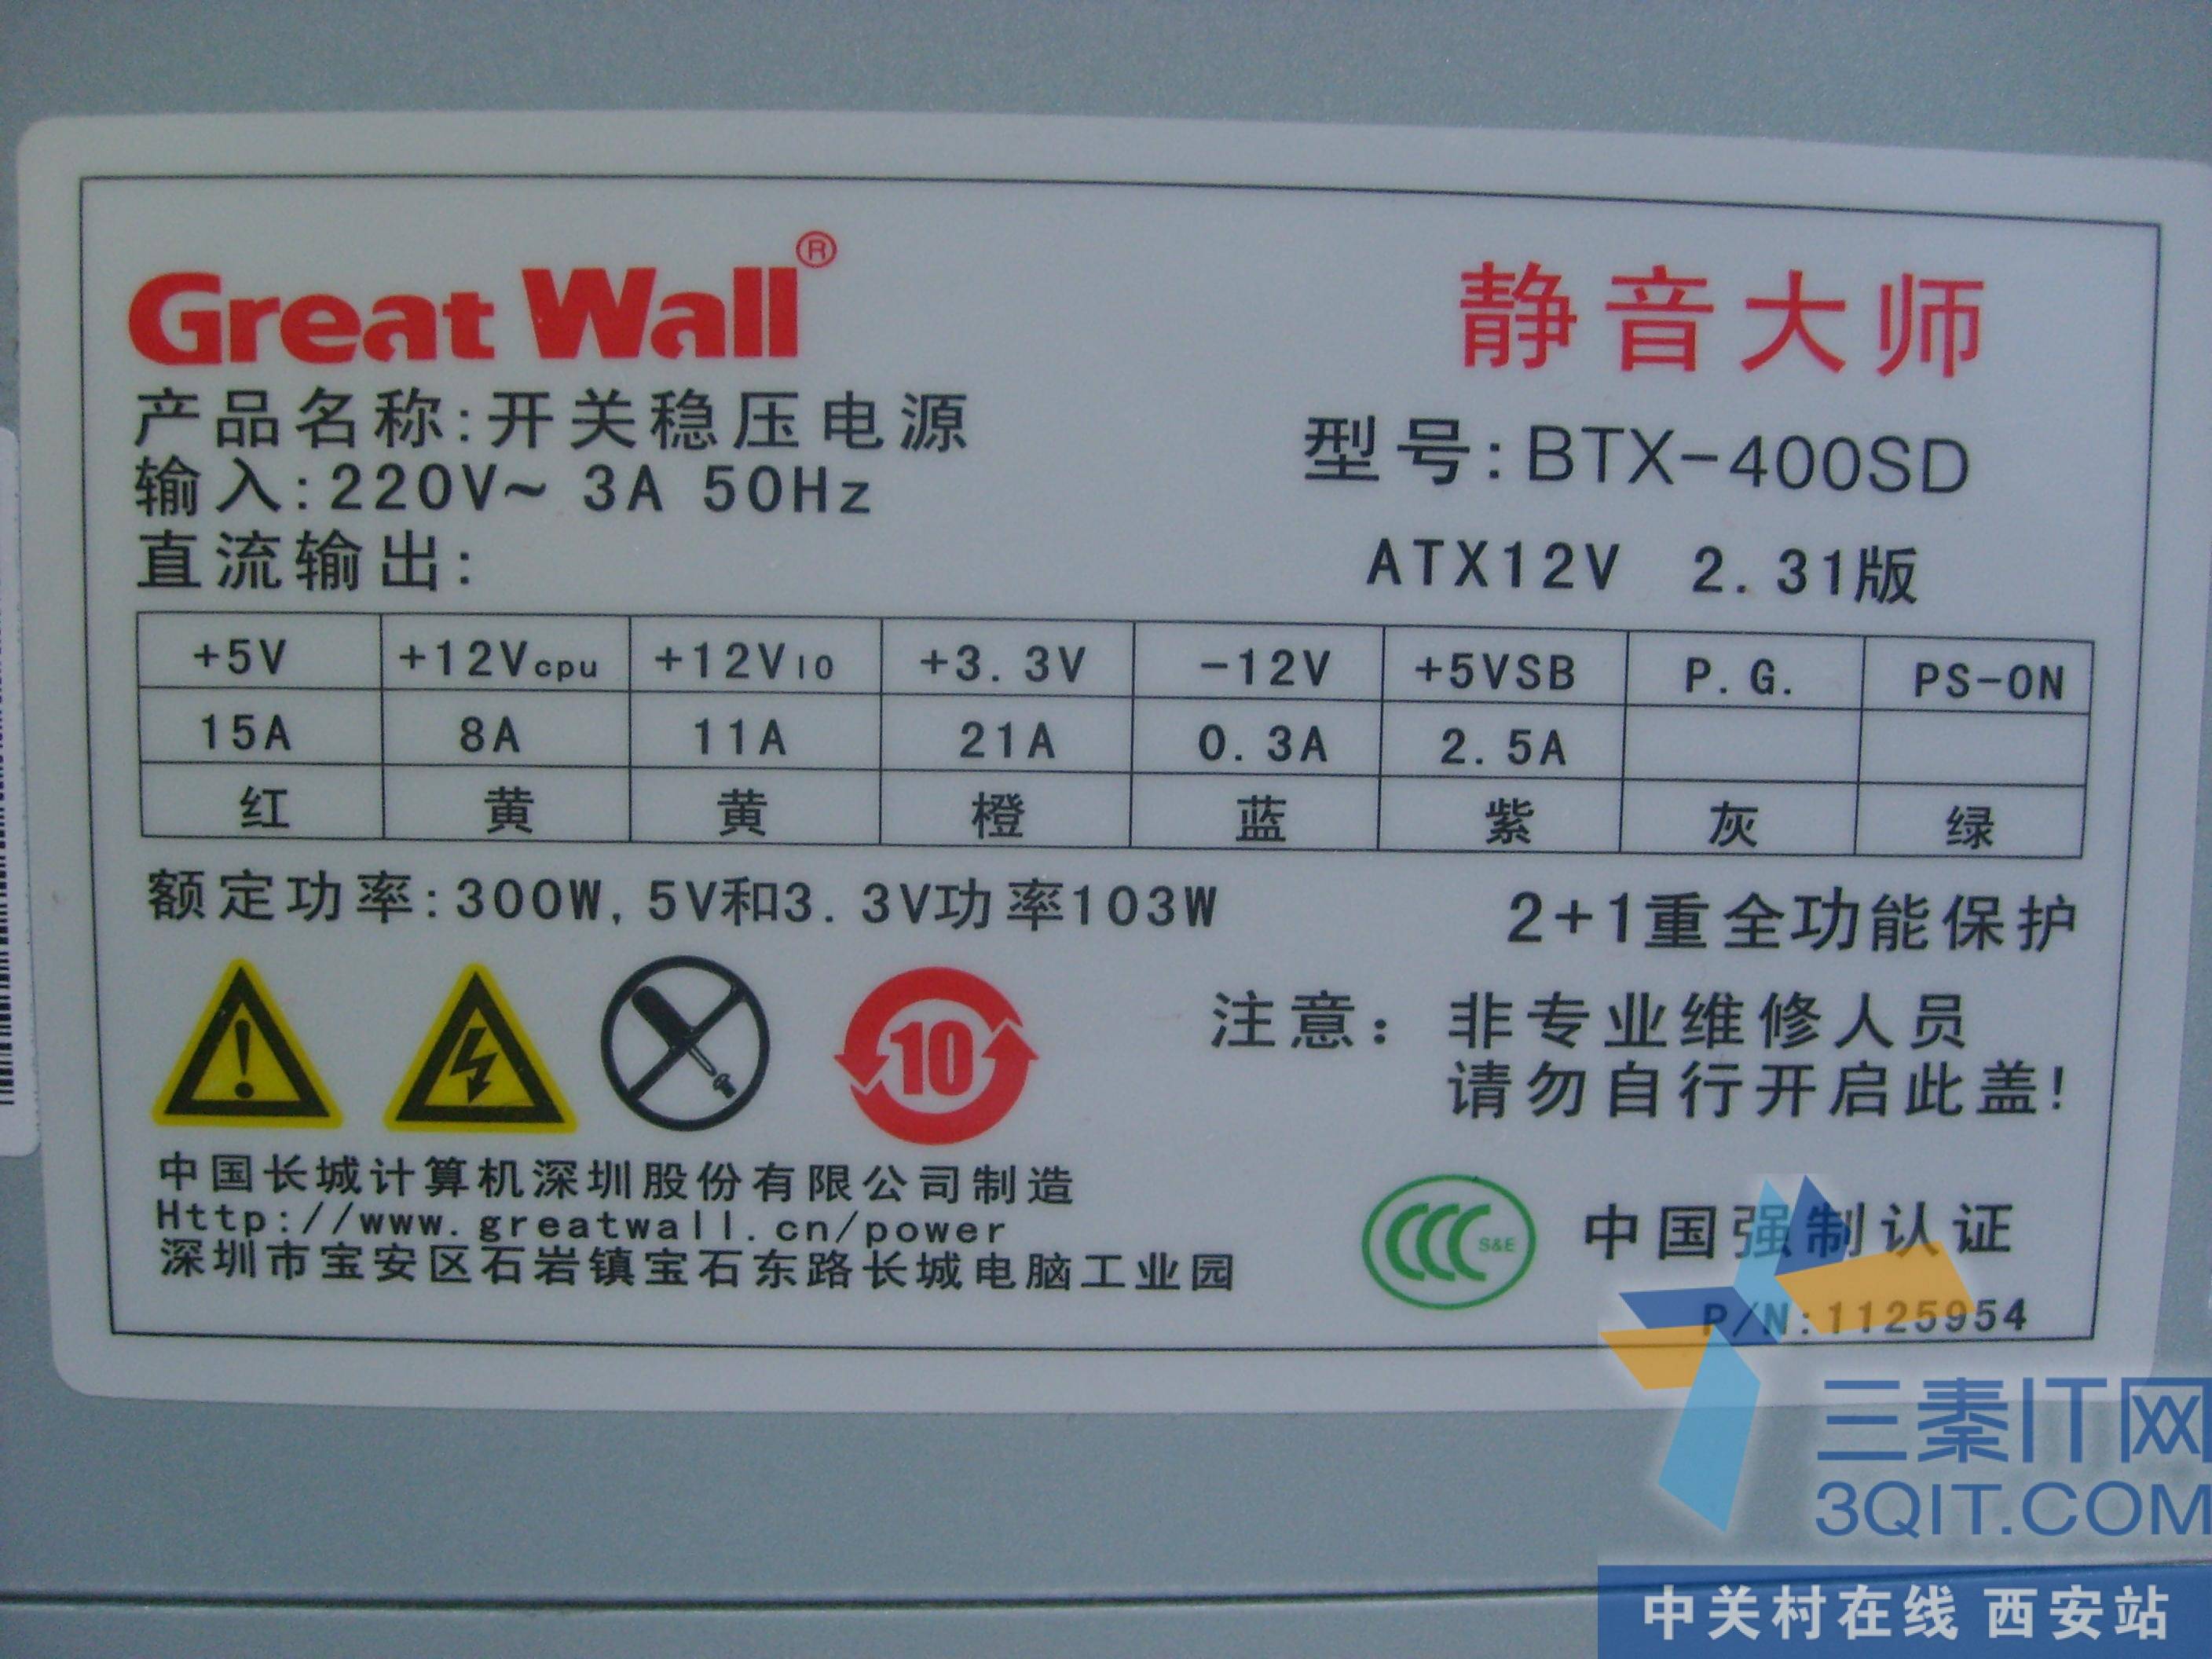 Great Wall®
静音大师
产品名称:开关稳压电源
型号:BTX-400SD
输入:220V~ 3A 50Hz
直流输出:
ATX12V 2.31版
+5V +12Vcpu +12VIO +3.3V -12V +5VSB P.G. PS-ON
15A 8A 11A 21A 0.3A 2.5A
红 黄 黄 橙 蓝 紫 灰 绿
额定功率:300W,5V和3.3V功率103W
2+1重全功能保护
10
注意：非专业维修人员
请勿自行开启此盖!
中国长城计算机深圳股份有限公司制造
Http://www.greatwall.cn/power
深圳市宝安区石岩镇宝石东路长城电脑工业园
CCC S&E
中国强制认证
P/N:1125954
三秦IT网
3QIT.COM
中关村在线 西安站